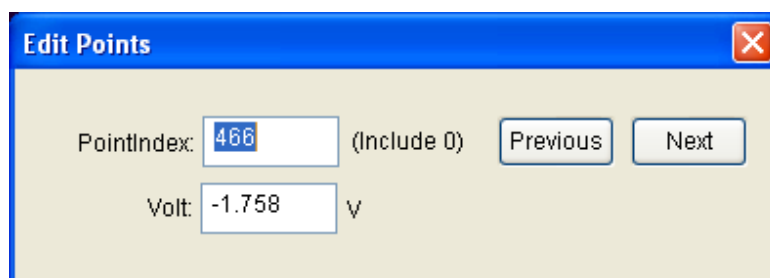 Edit Points
PointIndex: 466 (Include 0) Previous Next
Volt: -1.758 V